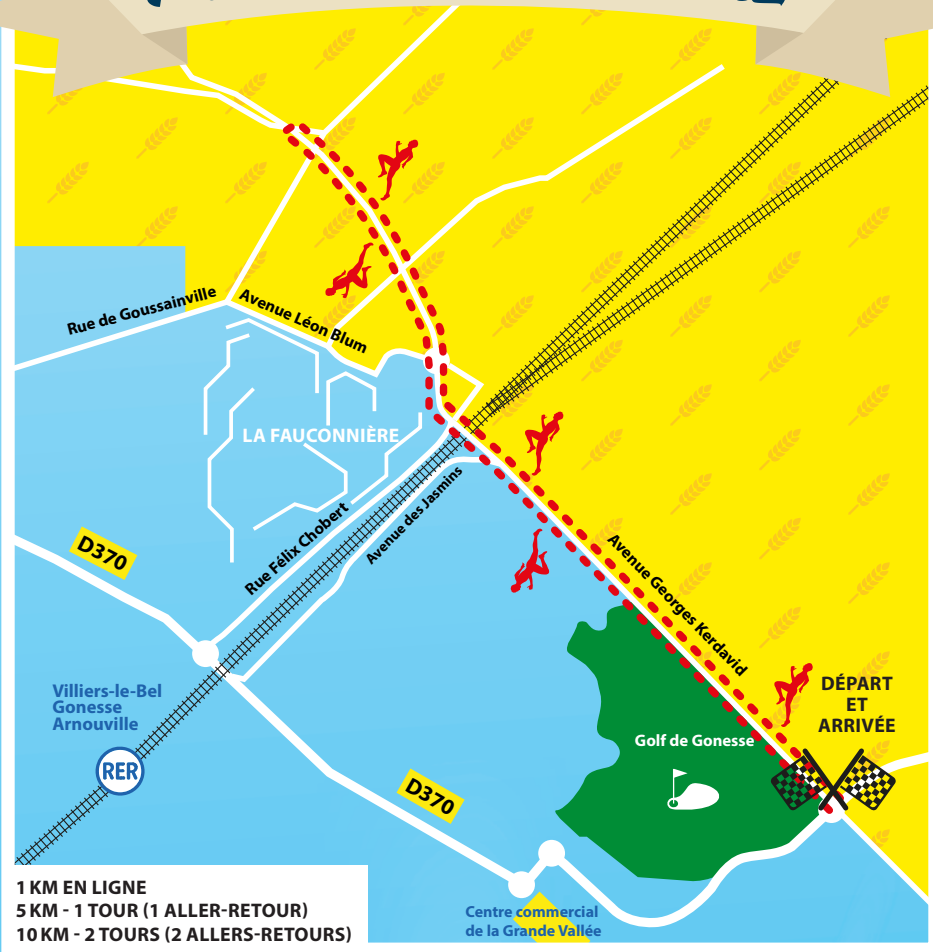 Rue de Goussainville
Avenue Léon Blum
LA FAUCONNIÈRE
D370
Rue Félix Chobert
Avenue des Jasmins
Avenue Georges Kerdavid
Villiers-le-Bel
Gonesse
Arnouville
RER
DÉPART
ET
ARRIVÉE
Golf de Gonesse
D370
1 KM EN LIGNE
5 KM - 1 TOUR (1 ALLER-RETOUR)
10 KM - 2 TOURS (2 ALLERS-RETOURS)
Centre commercial
de la Grande Vallée